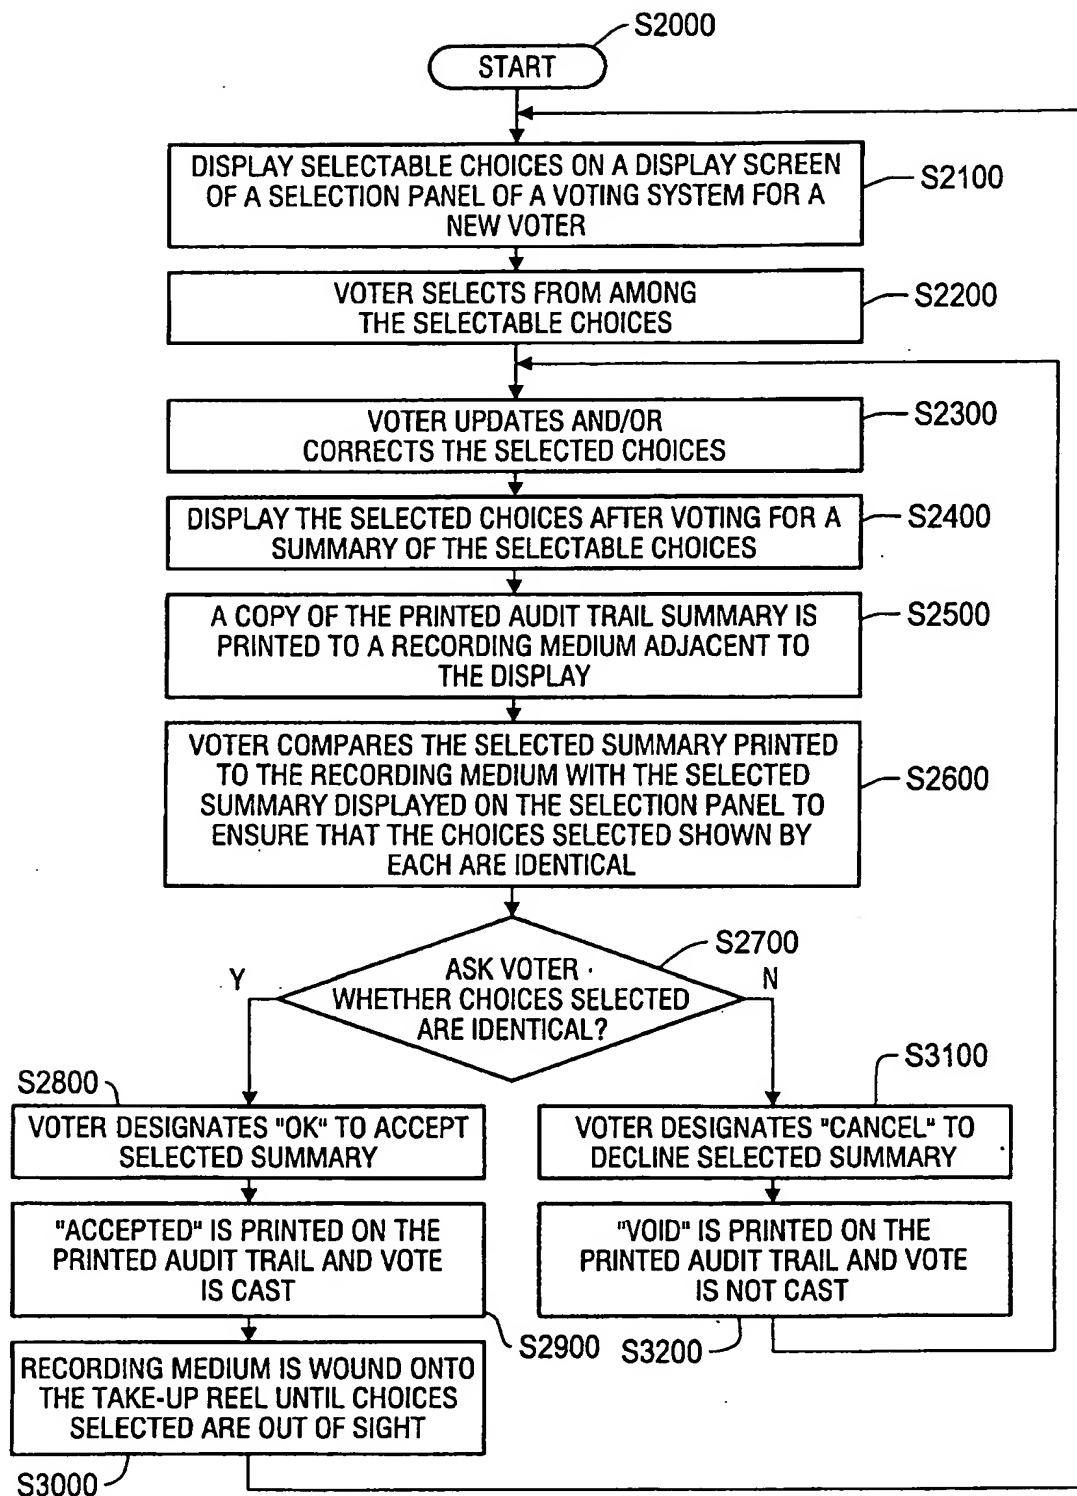 S2000
START
DISPLAY SELECTABLE CHOICES ON A DISPLAY SCREEN
OF A SELECTION PANEL OF A VOTING SYSTEM FOR A
NEW VOTER
S2100
VOTER SELECTS FROM AMONG
THE SELECTABLE CHOICES
S2200
VOTER UPDATES AND/OR
CORRECTS THE SELECTED CHOICES
S2300
DISPLAY THE SELECTED CHOICES AFTER VOTING FOR A
SUMMARY OF THE SELECTABLE CHOICES
S2400
A COPY OF THE PRINTED AUDIT TRAIL SUMMARY IS
PRINTED TO A RECORDING MEDIUM ADJACENT TO
THE DISPLAY
S2500
VOTER COMPARES THE SELECTED SUMMARY PRINTED
TO THE RECORDING MEDIUM WITH THE SELECTED
SUMMARY DISPLAYED ON THE SELECTION PANEL TO
ENSURE THAT THE CHOICES SELECTED SHOWN BY
EACH ARE IDENTICAL
S2600
S2700
ASK VOTER
WHETHER CHOICES SELECTED
ARE IDENTICAL?
Y
N
S2800
VOTER DESIGNATES "OK" TO ACCEPT
SELECTED SUMMARY
S3100
VOTER DESIGNATES "CANCEL" TO
DECLINE SELECTED SUMMARY
"ACCEPTED" IS PRINTED ON THE
PRINTED AUDIT TRAIL AND VOTE
IS CAST
S2900
"VOID" IS PRINTED ON THE
PRINTED AUDIT TRAIL AND VOTE
IS NOT CAST
S3200
RECORDING MEDIUM IS WOUND ONTO
THE TAKE-UP REEL UNTIL CHOICES
SELECTED ARE OUT OF SIGHT
S3000